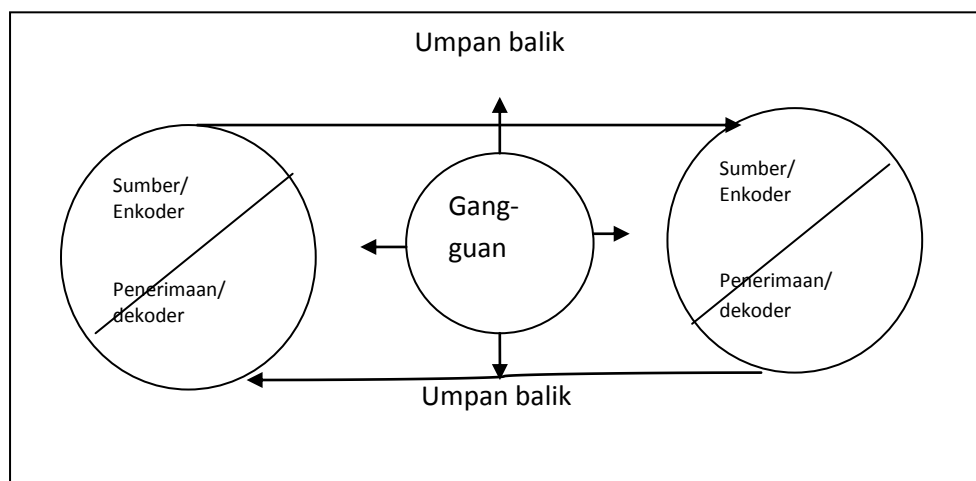 Umpan balik
Sumber/
Enkoder
Penerimaan/
dekoder
Gang-
guan
Sumber/
Enkoder
Penerimaan/
dekoder
Umpan balik